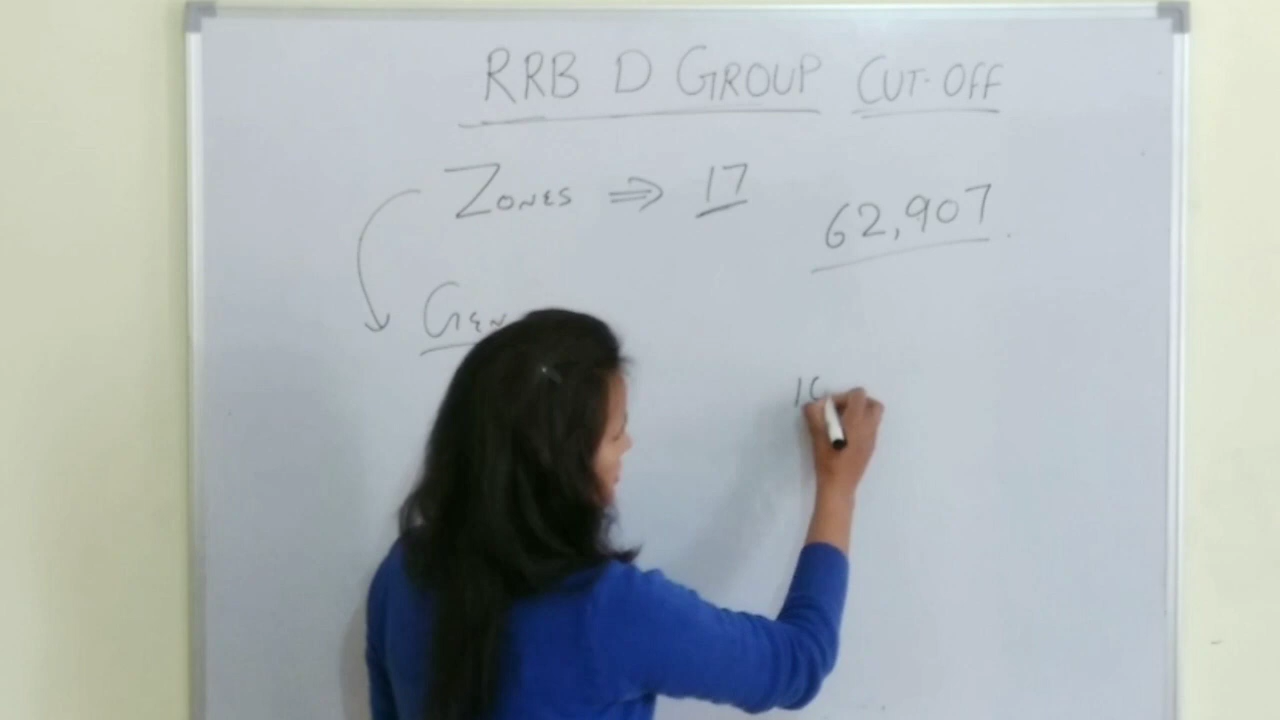 RRB D GROUP CUT-OFF
ZONES ⇒ 17
62,907